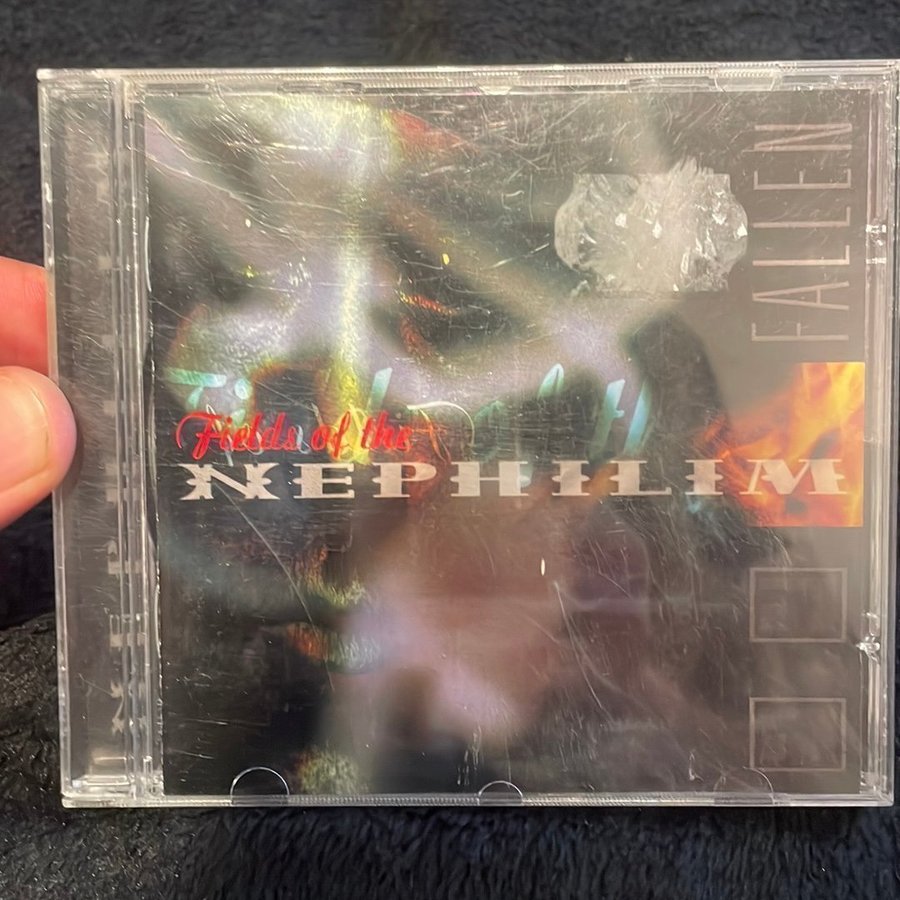 FALLEN
Fields of the
NEPHILIM